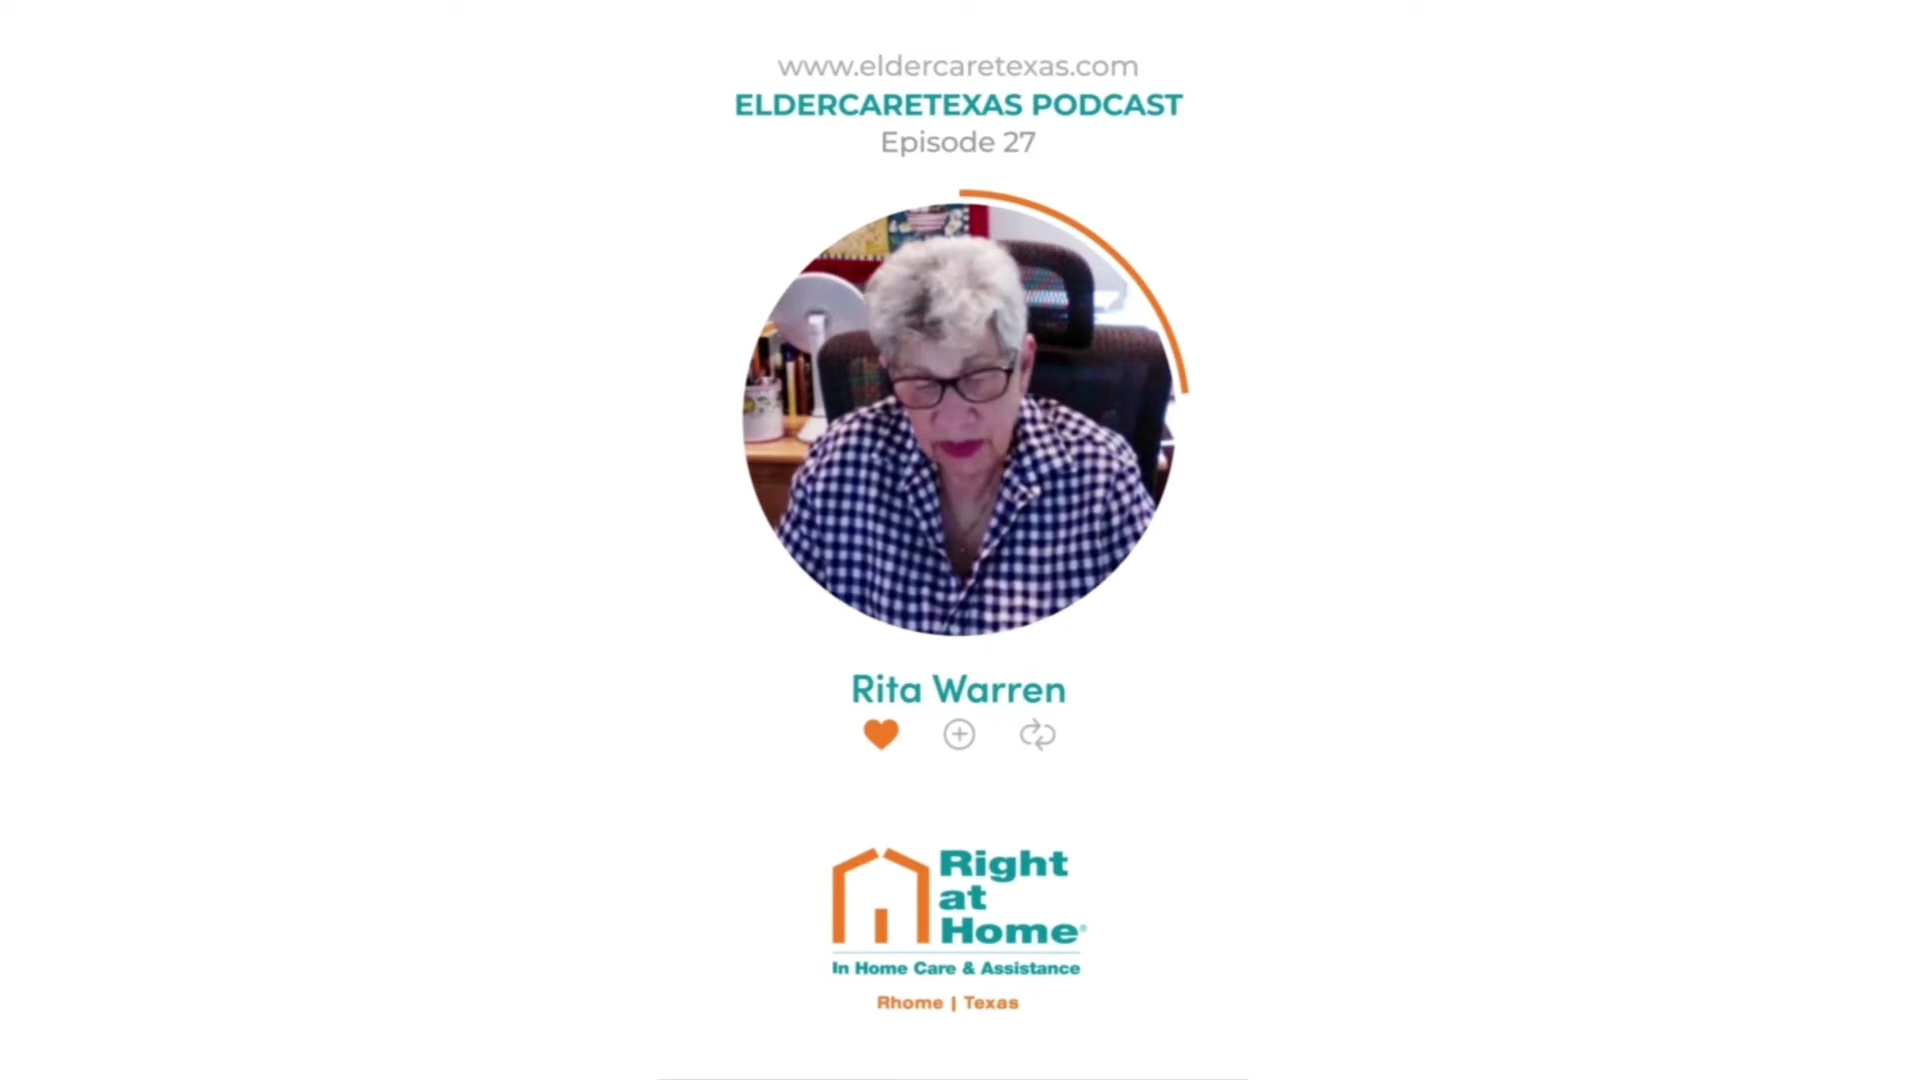 www.eldercaretexas.com
ELDERCARETEXAS PODCAST
Episode 27
Rita Warren
Right
at
Home®
In Home Care & Assistance
Rhome | Texas